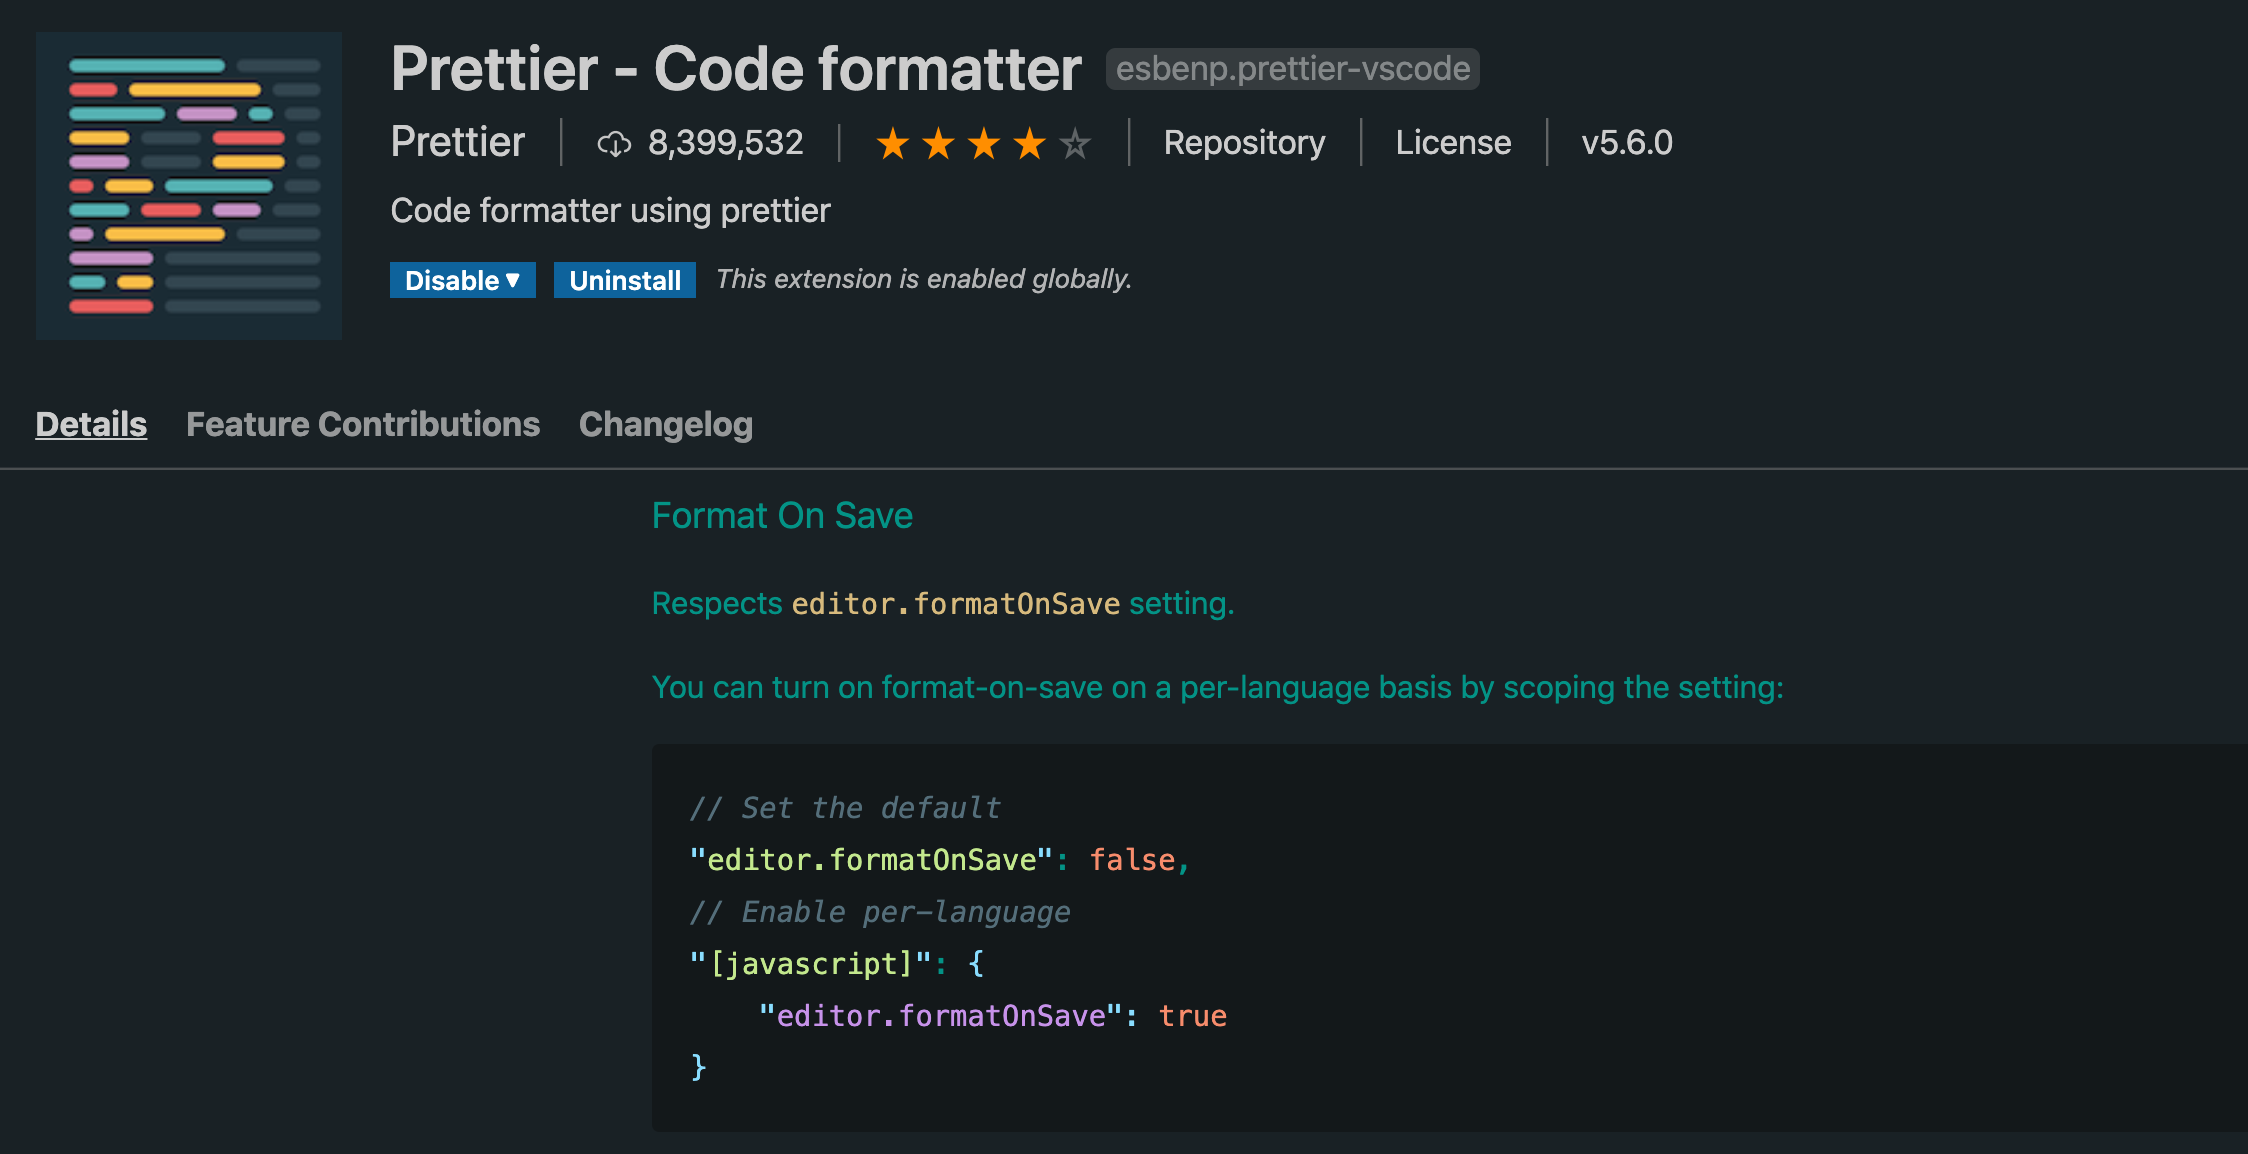 Prettier - Code formatter esbenp.prettier-vscode
Prettier 8,399,532 Repository License v5.6.0
Code formatter using prettier
Disable ▼ Uninstall This extension is enabled globally.
Details Feature Contributions Changelog
Format On Save
Respects editor.formatOnSave setting.
You can turn on format-on-save on a per-language basis by scoping the setting:
// Set the default
"editor.formatOnSave": false,
// Enable per-language
"[javascript]": {
    "editor.formatOnSave": true
}